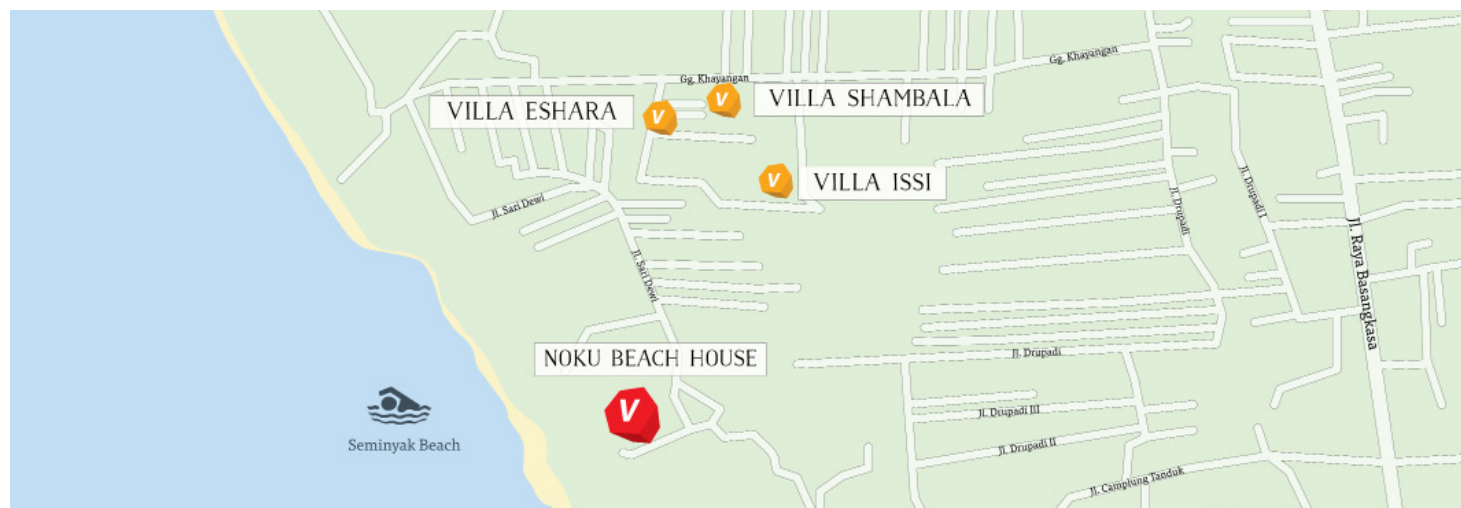 Gg. Khayangan
Gg. Khayangan
VILLA ESHARA
V
V
VILLA SHAMBALA
V
VILLA ISSI
Jl. Sari Dewi
Jl. Sari Dewi
Jl. Drupadi
Jl. Drupadi I
Jl. Raya Basangkasa
NOKU BEACH HOUSE
V
Jl. Drupadi
Seminyak Beach
Jl. Drupadi III
Jl. Drupadi II
Jl. Camplung Tanduk